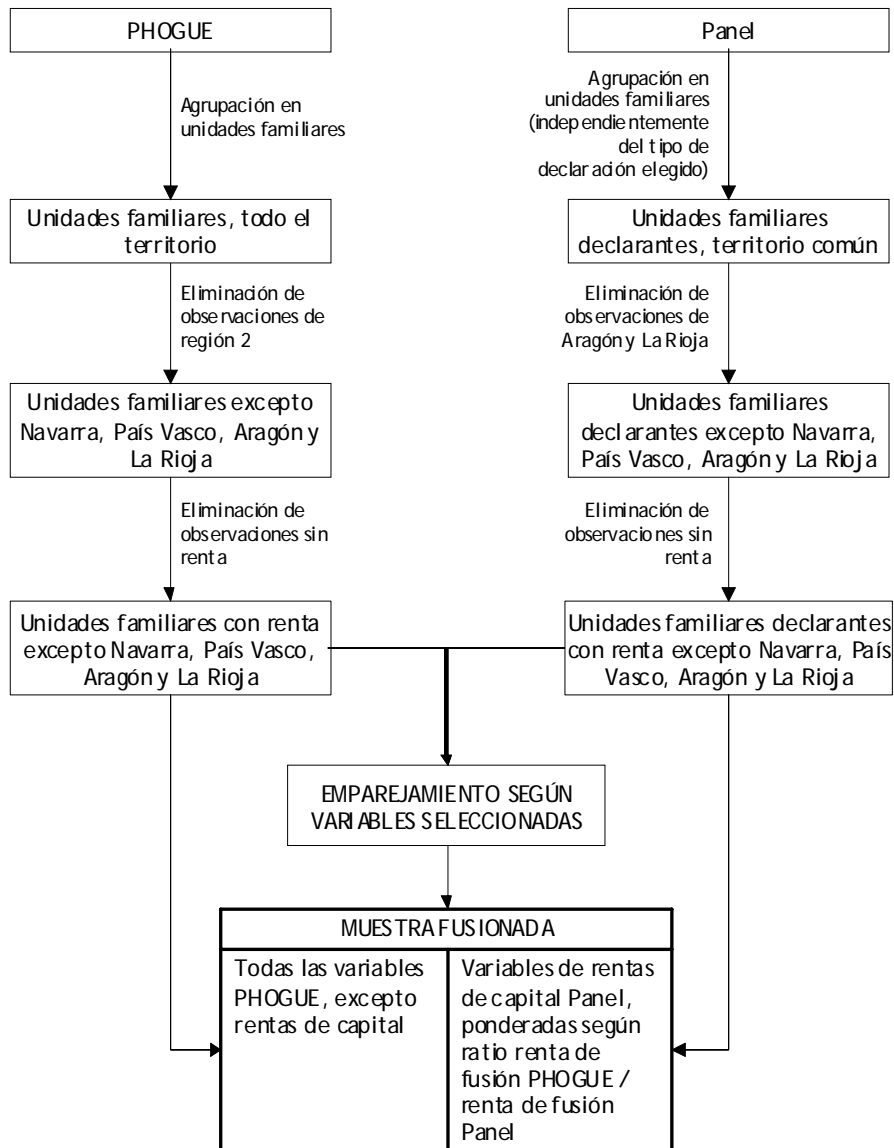 PHOGUE
Panel
Agrupación en
unidades familiares
Agrupación en
unidades familiares
(independientemente
del tipo de
declaración elegido)
Unidades familiares, todo el
territorio
Unidades familiares
declarantes, territorio común
Eliminación de
observaciones de
región 2
Eliminación de
observaciones de
Aragón y La Rioja
Unidades familiares excepto
Navarra, País Vasco, Aragón y
La Rioja
Unidades familiares
declarantes excepto Navarra,
País Vasco, Aragón y La Rioja
Eliminación de
observaciones sin
renta
Eliminación de
observaciones sin
renta
Unidades familiares con renta
excepto Navarra, País Vasco,
Aragón y La Rioja
Unidades familiares declarantes
con renta excepto Navarra, País
Vasco, Aragón y La Rioja
EMPAREJAMIENTO SEGÚN
VARIABLES SELECCIONADAS
MUESTRA FUSIONADA
Todas las variables
PHOGUE, excepto
rentas de capital
Variables de rentas
de capital Panel,
ponderadas según
ratio renta de
fusión PHOGUE /
renta de fusión
Panel